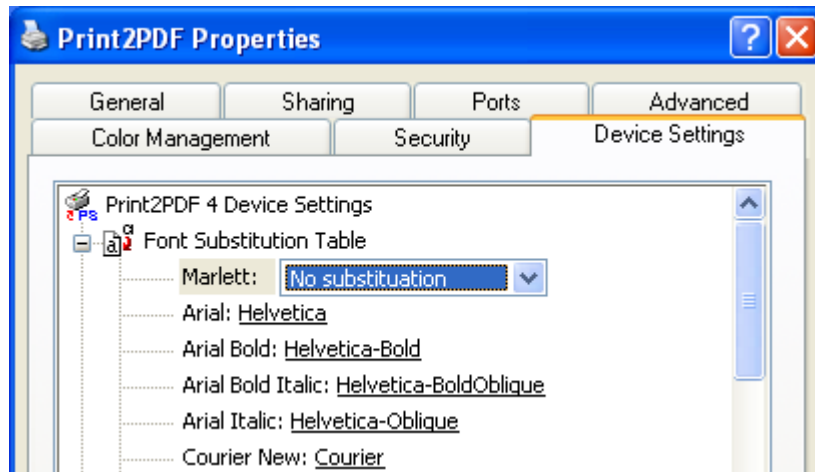 Print2PDF Properties
General Sharing Ports Advanced
Color Management Security Device Settings
Print2PDF 4 Device Settings
Font Substitution Table
Marlett: No substituation
Arial: Helvetica
Arial Bold: Helvetica-Bold
Arial Bold Italic: Helvetica-BoldOblique
Arial Italic: Helvetica-Oblique
Courier New: Courier